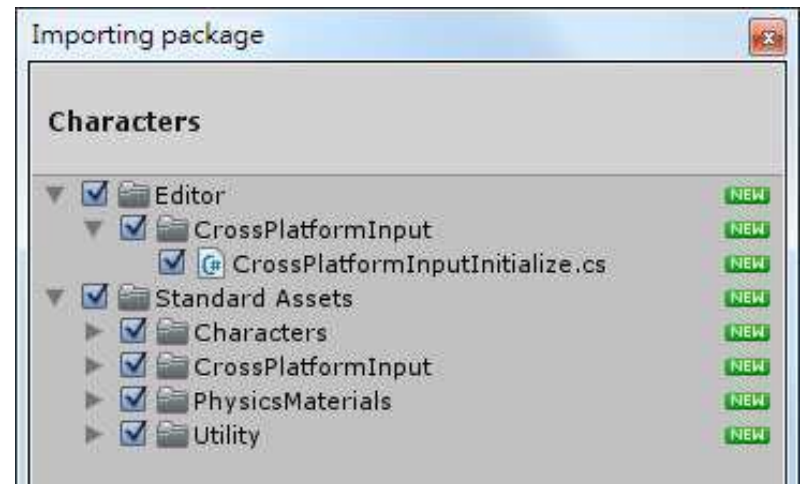 Importing package
x
Characters
Editor NEW
CrossPlatformInput NEW
C# CrossPlatformInputInitialize.cs NEW
Standard Assets NEW
Characters NEW
CrossPlatformInput NEW
PhysicsMaterials NEW
Utility NEW